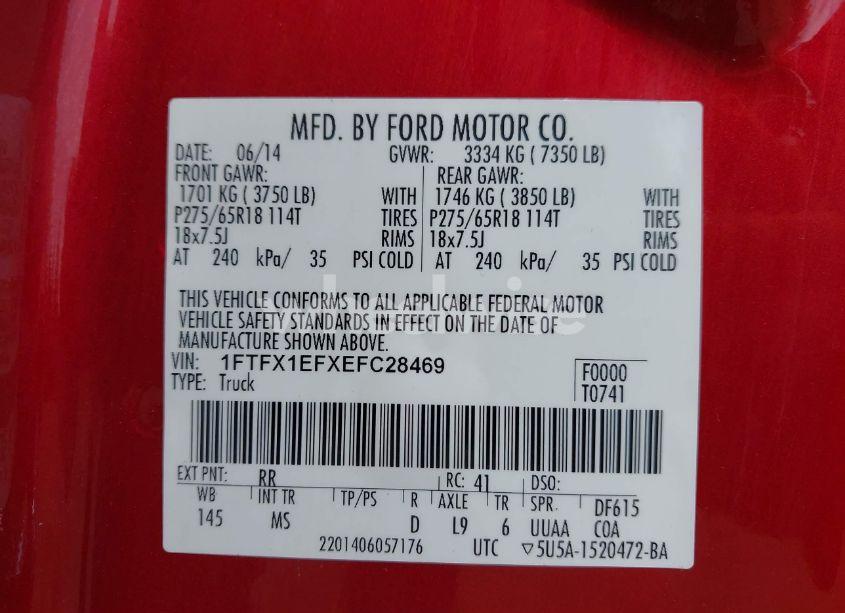 MFD. BY FORD MOTOR CO.
DATE: 06/14 GVWR: 3334 KG ( 7350 LB)
FRONT GAWR: REAR GAWR:
1701 KG ( 3750 LB) WITH 1746 KG ( 3850 LB) WITH
P275/65R18 114T TIRES P275/65R18 114T TIRES
18x7.5J RIMS 18x7.5J RIMS
AT 240 kPa/ 35 PSI COLD AT 240 kPa/ 35 PSI COLD
THIS VEHICLE CONFORMS TO ALL APPLICABLE FEDERAL MOTOR
VEHICLE SAFETY STANDARDS IN EFFECT ON THE DATE OF
MANUFACTURE SHOWN ABOVE.
VIN: 1FTFX1EFXEFC28469 F0000
TYPE: Truck T0741
EXT PNT: RR RC: 41 DSO:
WB INT TR TP/PS R AXLE TR SPR. DF615
145 MS D L9 6 UUAA COA
2201406057176 UTC ▽5U5A-1520472-BA